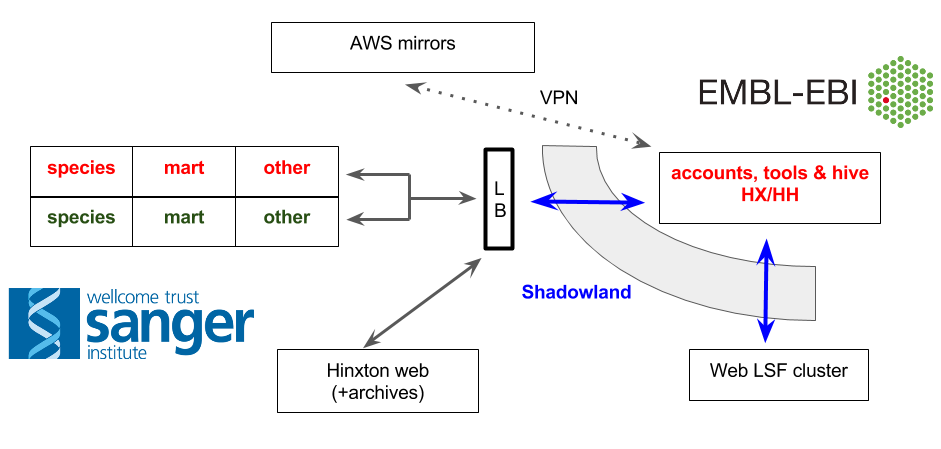 AWS mirrors
VPN
EMBL-EBI
species mart other
species mart other
L
B
accounts, tools & hive
HX/HH
Shadowland
wellcome trust
sanger
institute
Hinxton web
(+archives)
Web LSF cluster